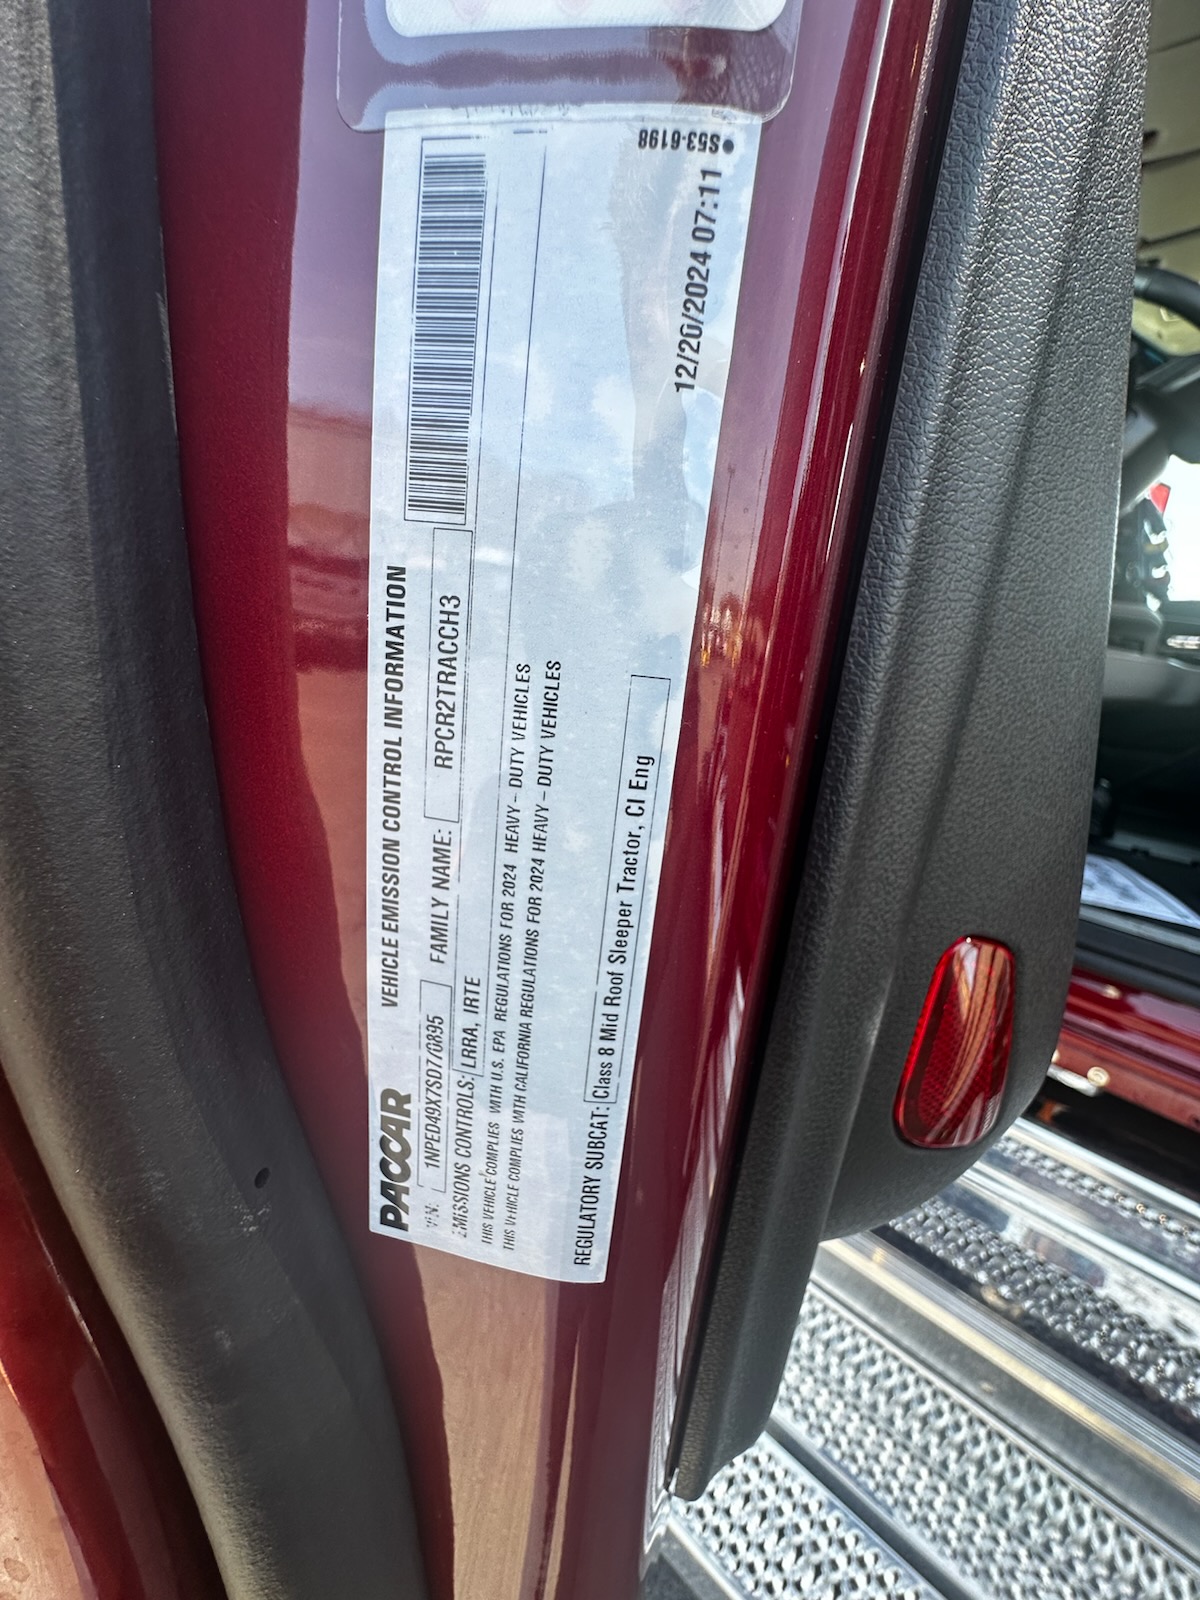 PACCAR VEHICLE EMISSION CONTROL INFORMATION
VIN: 1NPED49X7SD770895 FAMILY NAME: RPCR2TRACCH3
EMISSIONS CONTROLS: LRRA, IRTE
THIS VEHICLE COMPLIES WITH U.S. EPA REGULATIONS FOR 2024 HEAVY - DUTY VEHICLES
THIS VEHICLE COMPLIES WITH CALIFORNIA REGULATIONS FOR 2024 HEAVY - DUTY VEHICLES
REGULATORY SUBCAT: Class 8 Mid Roof Sleeper Tractor, CI Eng
12/20/2024 07:11
•S53-6198